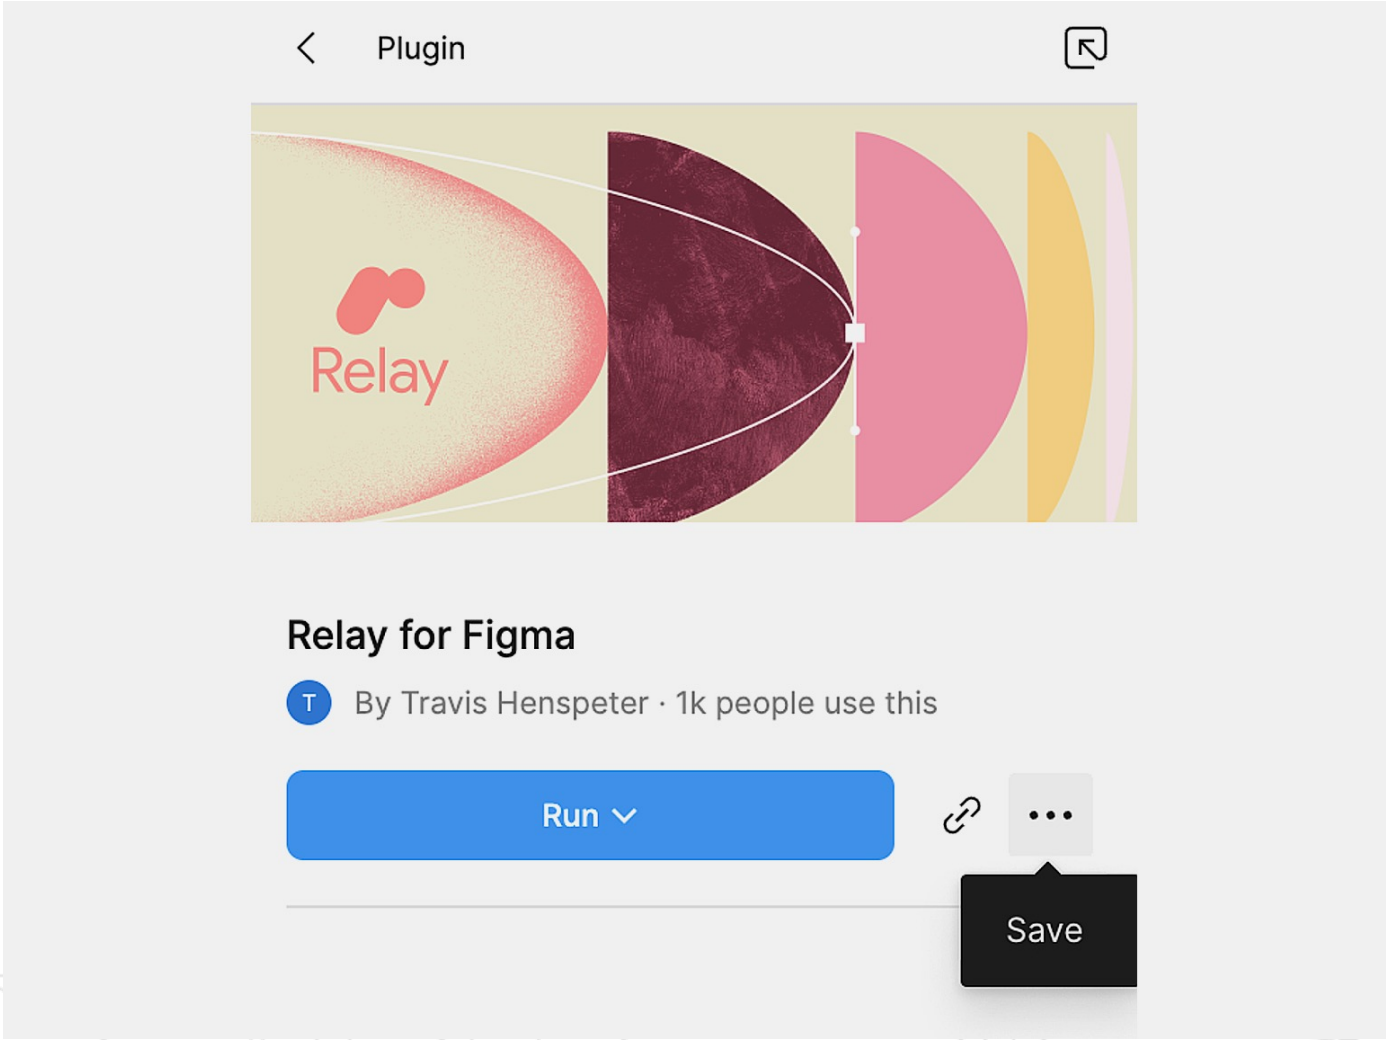 Plugin
Relay
Relay for Figma
T By Travis Henspeter · 1k people use this
Run
Save